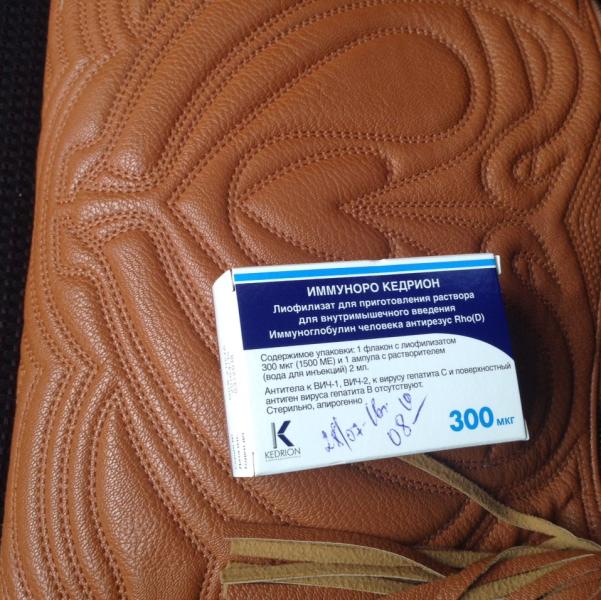 ИММУНОРО КЕДРИОН
Лиофилизат для приготовления раствора
для внутримышечного введения
Иммуноглобулин человека антирезус Rho(D)
Содержимое упаковки: 1 флакон с лиофилизатом
300 мкг (1500 МЕ) и 1 ампула с растворителем
(вода для инъекций) 2 мл.
Антитела к ВИЧ-1, ВИЧ-2, к вирусу гепатита С и поверхностный
антиген вируса гепатита В отсутствуют.
Стерильно, апирогенно
300 мкг
K
KEDRION